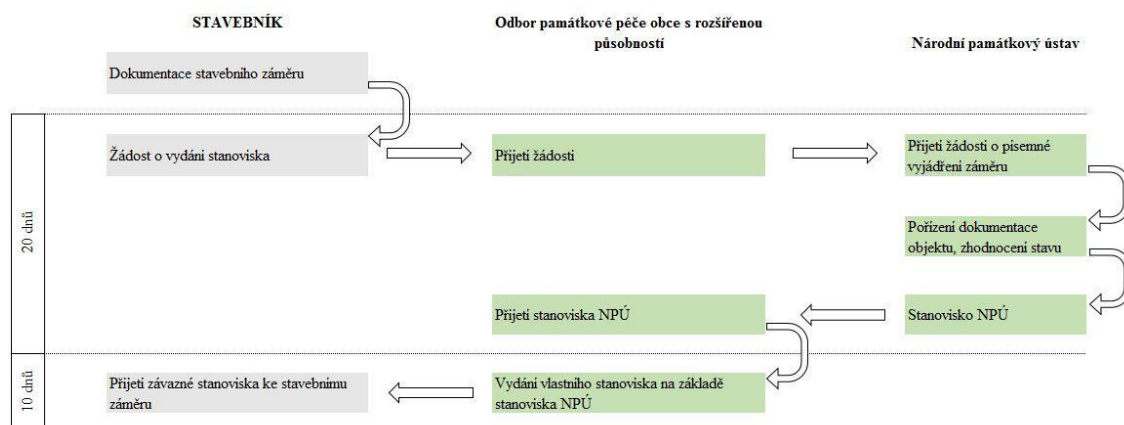 STAVEBNÍK
Odbor památkové péče obce s rozšířenou
působností
Národní památkový ústav
Dokumentace stavebního záměru
20 dnů
Žádost o vydání stanoviska
Přijetí žádosti
Přijetí žádosti o písemné
vyjádření záměru
Pořízení dokumentace
objektu, zhodnocení stavu
Přijetí stanoviska NPÚ
Stanovisko NPÚ
10 dnů
Přijetí závazné stanoviska ke stavebnímu
záměru
Vydání vlastního stanoviska na základě
stanoviska NPÚ